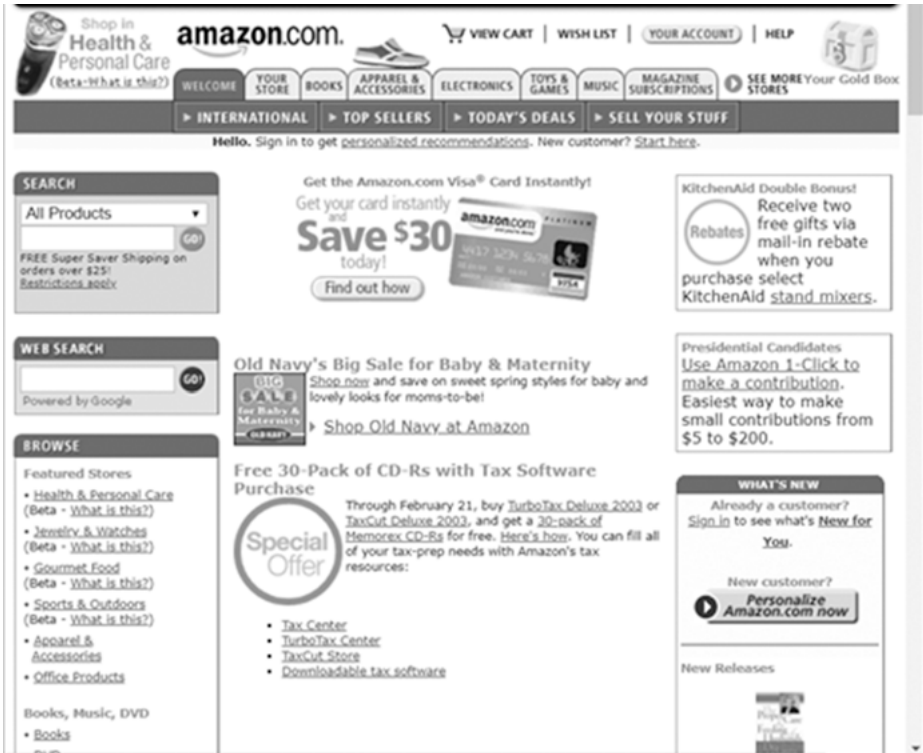 Shop in
Health &
Personal Care
(Beta-What is this?)
amazon.com.
VIEW CART | WISH LIST | YOUR ACCOUNT | HELP
WELCOME
YOUR
STORE
BOOKS
APPAREL &
ACCESSORIES
ELECTRONICS
TOYS &
GAMES
MUSIC
MAGAZINE
SUBSCRIPTIONS
SEE MORE
STORES
Your Gold Box
INTERNATIONAL
TOP SELLERS
TODAY'S DEALS
SELL YOUR STUFF
Hello. Sign in to get personalized recommendations. New customer? Start here.
SEARCH
All Products
GO!
FREE Super Saver Shipping on
orders over $25!
Restrictions apply
WEB SEARCH
GO!
Powered by Google
BROWSE
Featured Stores
• Health & Personal Care
(Beta - What is this?)
• Jewelry & Watches
(Beta - What is this?)
• Gourmet Food
(Beta - What is this?)
• Sports & Outdoors
(Beta - What is this?)
• Apparel &
Accessories
• Office Products
Books, Music, DVD
• Books
Get the Amazon.com Visa® Card Instantly!
Get your card instantly
and
Save $30
today!
Find out how
amazon.com
PLATINUM
4417 1234 5678
VISA
Old Navy's Big Sale for Baby & Maternity
BIG
SALE
for Baby &
Maternity
OLD NAVY
Shop now and save on sweet spring styles for baby and
lovely looks for moms-to-be!
Shop Old Navy at Amazon
Free 30-Pack of CD-Rs with Tax Software
Purchase
Special
Offer
Through February 21, buy TurboTax Deluxe 2003 or
TaxCut Deluxe 2003, and get a 30-pack of
Memorex CD-Rs for free. Here's how. You can fill all
of your tax-prep needs with Amazon's tax
resources:
• Tax Center
• TurboTax Center
• TaxCut Store
• Downloadable tax software
KitchenAid Double Bonus!
Rebates
Receive two
free gifts via
mail-in rebate
when you
purchase select
KitchenAid stand mixers.
Presidential Candidates
Use Amazon 1-Click to
make a contribution.
Easiest way to make
small contributions from
$5 to $200.
WHAT'S NEW
Already a customer?
Sign in to see what's New for
You.
New customer?
Personalize
Amazon.com now
New Releases